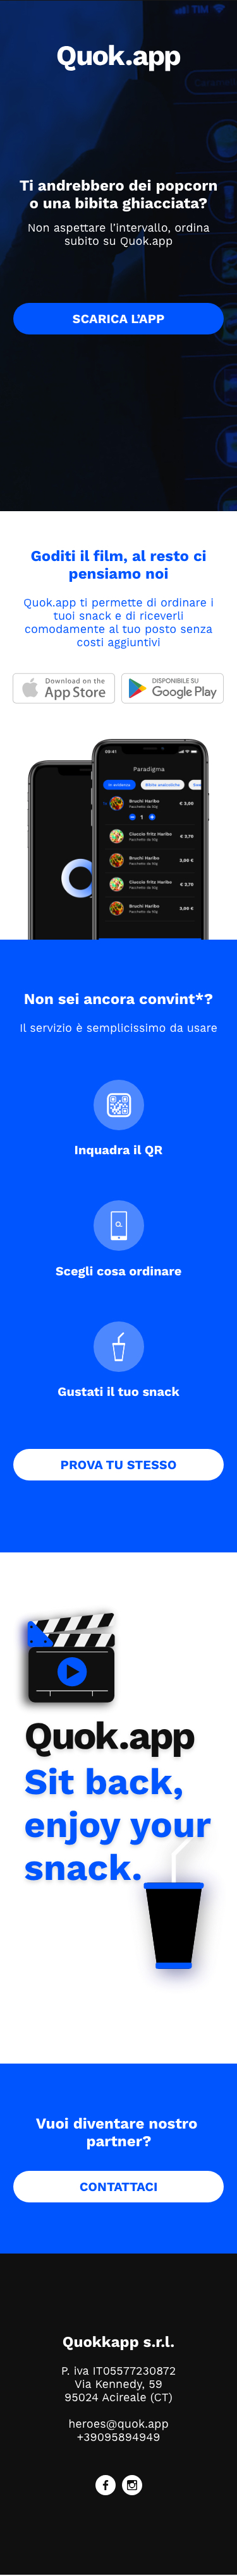 TIM
Quok.app
Ti andrebbero dei popcorn
o una bibita ghiacciata?
Non aspettare l'intervallo, ordina
subito su Quok.app
SCARICA L'APP
Goditi il film, al resto ci
pensiamo noi
Quok.app ti permette di ordinare i
tuoi snack e di riceverli
comodamente al tuo posto senza
costi aggiuntivi
Download on the
App Store
DISPONIBILE SU
Google Play
09:41
Paradigma
In evidenza
Bibite analcoliche
Bruchi Haribo
€ 2,00
1
Ciuccio fritz Haribo
€ 2,70
Bruchi Haribo
3,00 €
Ciuccio fritz Haribo
€ 2,70
Bruchi Haribo
3,00 €
Non sei ancora convint*?
Il servizio è semplicissimo da usare
Inquadra il QR
Scegli cosa ordinare
Gustati il tuo snack
PROVA TU STESSO
Quok.app
Sit back,
enjoy your
snack.
Vuoi diventare nostro
partner?
CONTATTACI
Quokkapp s.r.l.
P. iva IT05577230872
Via Kennedy, 59
95024 Acireale (CT)
heroes@quok.app
+39095894949